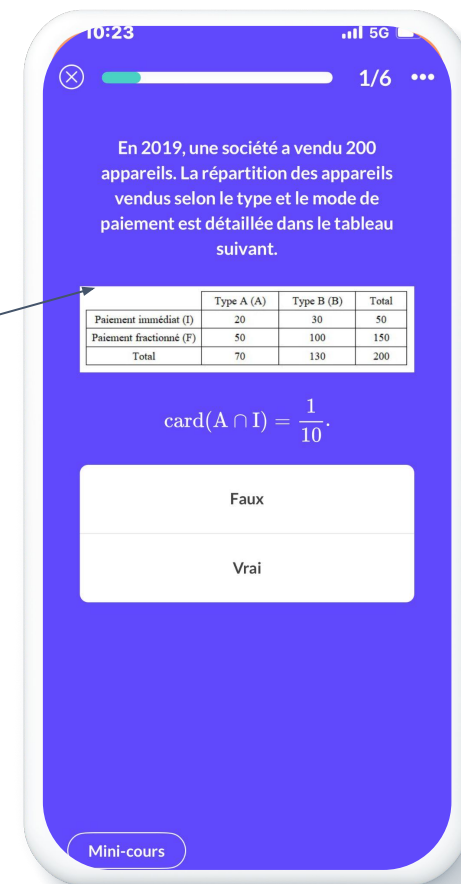 10:23 5G
1/6
En 2019, une société a vendu 200
appareils. La répartition des appareils
vendus selon le type et le mode de
paiement est détaillée dans le tableau
suivant.
Type A (A) Type B (B) Total
Paiement immédiat (I) 20 30 50
Paiement fractionné (F) 50 100 150
Total 70 130 200
card(A ∩ I) = 1/10.
Faux
Vrai
Mini-cours